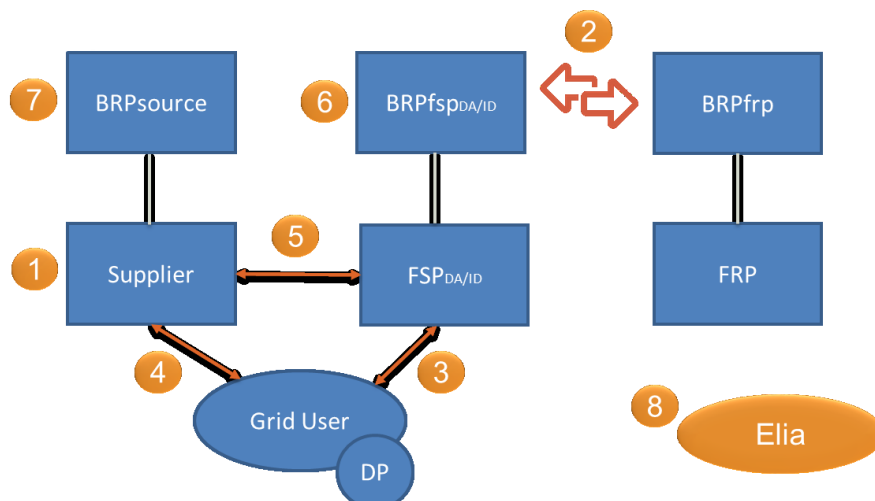 2
7
BRPsource
6
BRPfspDA/ID
BRPfrp
1
Supplier
5
FSPDA/ID
FRP
4
3
Grid User
DP
8
Elia